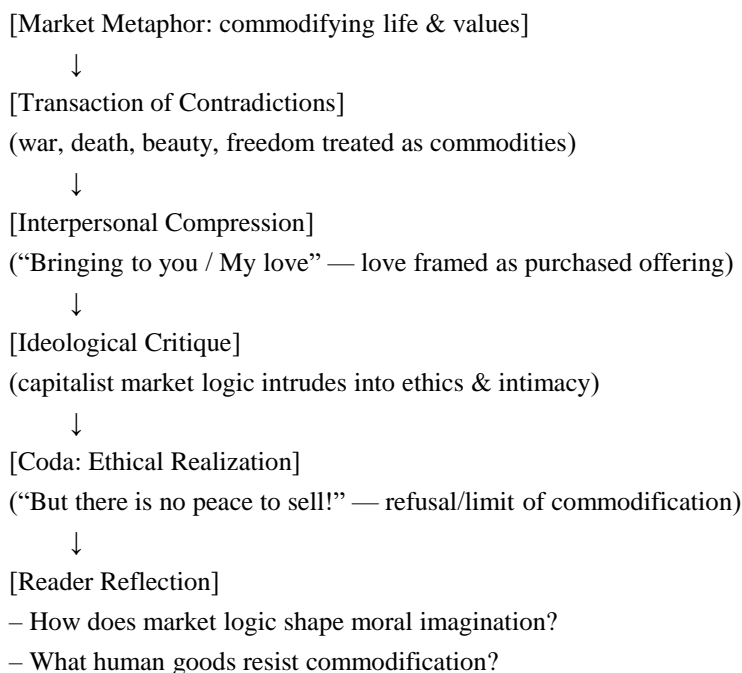 [Market Metaphor: commodifying life & values]
↓
[Transaction of Contradictions]
(war, death, beauty, freedom treated as commodities)
↓
[Interpersonal Compression]
(“Bringing to you / My love” — love framed as purchased offering)
↓
[Ideological Critique]
(capitalist market logic intrudes into ethics & intimacy)
↓
[Coda: Ethical Realization]
(“But there is no peace to sell!” — refusal/limit of commodification)
↓
[Reader Reflection]
– How does market logic shape moral imagination?
– What human goods resist commodification?